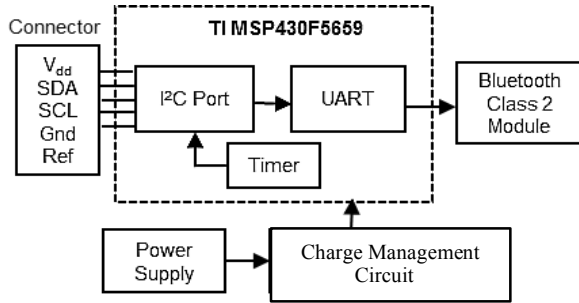 Connector
TI MSP430F5659
V_dd
SDA
SCL
Gnd
Ref
I²C Port
UART
Timer
Bluetooth
Class 2
Module
Power
Supply
Charge Management
Circuit